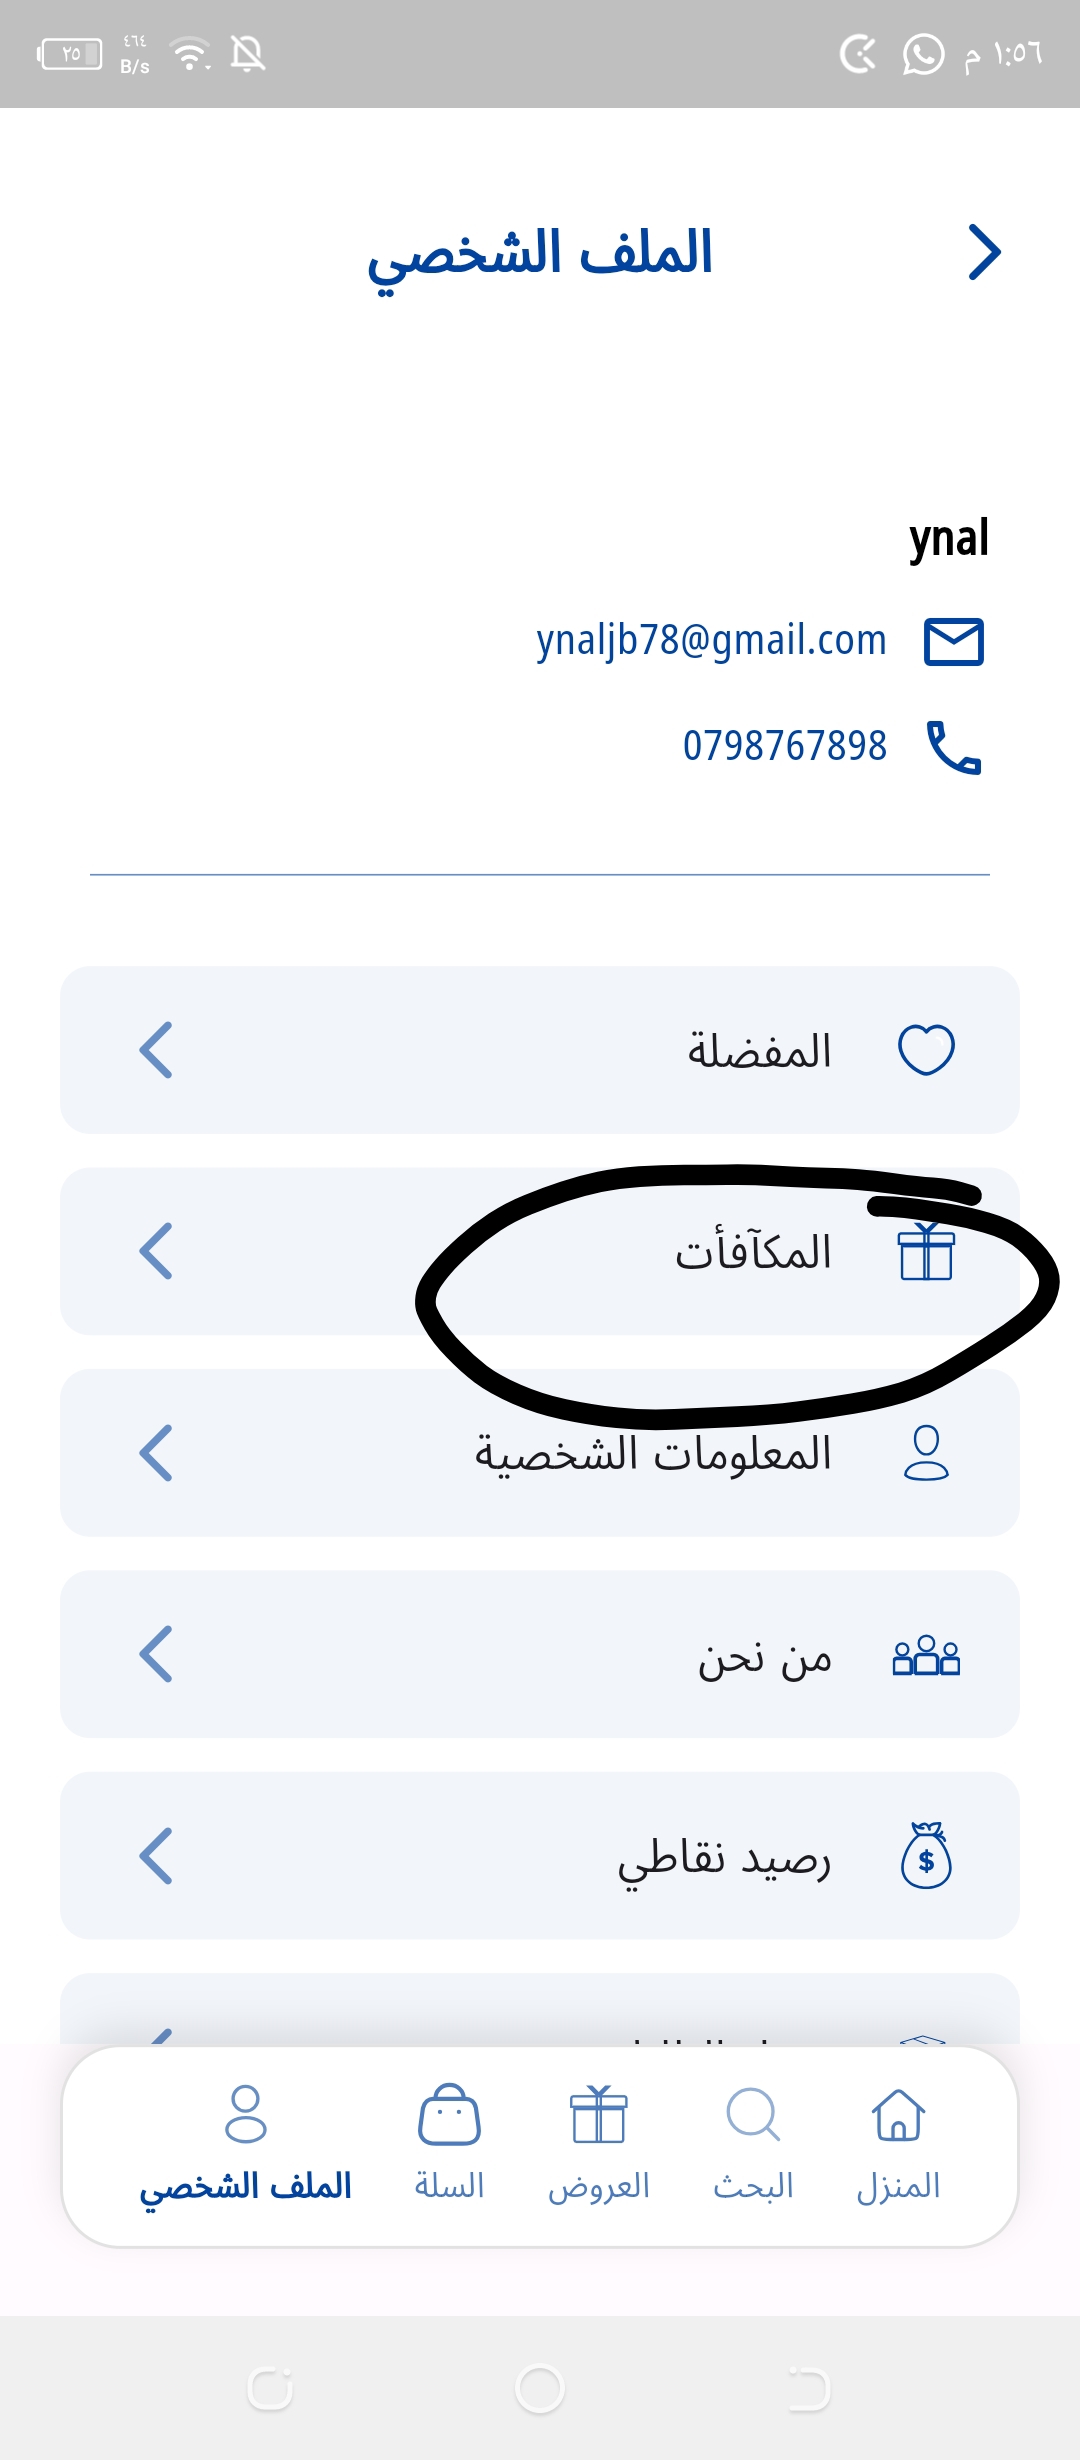 ١:٥٦ م
٤٦٤
B/s
٢٥
الملف الشخصي
ynal
ynaljb78@gmail.com
0798767898
المفضلة
المكآفأت
المعلومات الشخصية
من نحن
رصيد نقاطي
$
المنزل
البحث
العروض
السلة
الملف الشخصي